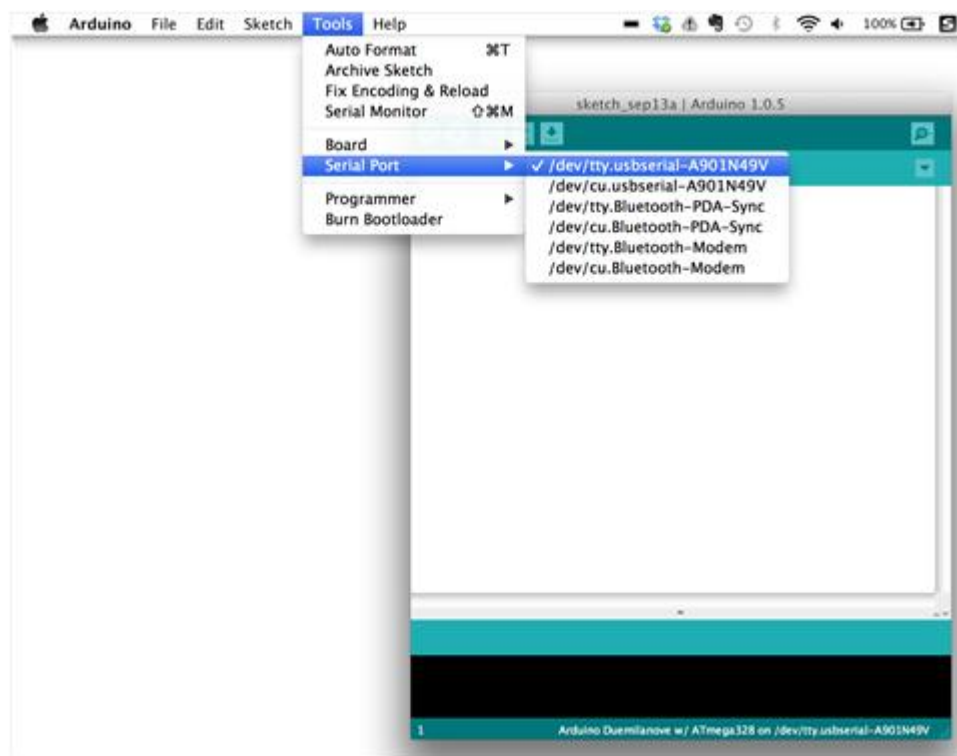 Arduino File Edit Sketch Tools Help 100%
Auto Format ⌘T
Archive Sketch
Fix Encoding & Reload
Serial Monitor ⇧⌘M
sketch_sep13a | Arduino 1.0.5
Board
Serial Port
✓ /dev/tty.usbserial-A901N49V
/dev/cu.usbserial-A901N49V
/dev/tty.Bluetooth-PDA-Sync
/dev/cu.Bluetooth-PDA-Sync
/dev/tty.Bluetooth-Modem
/dev/cu.Bluetooth-Modem
Programmer
Burn Bootloader
1 Arduino Duemilanove w/ ATmega328 on /dev/tty.usbserial-A901N49V